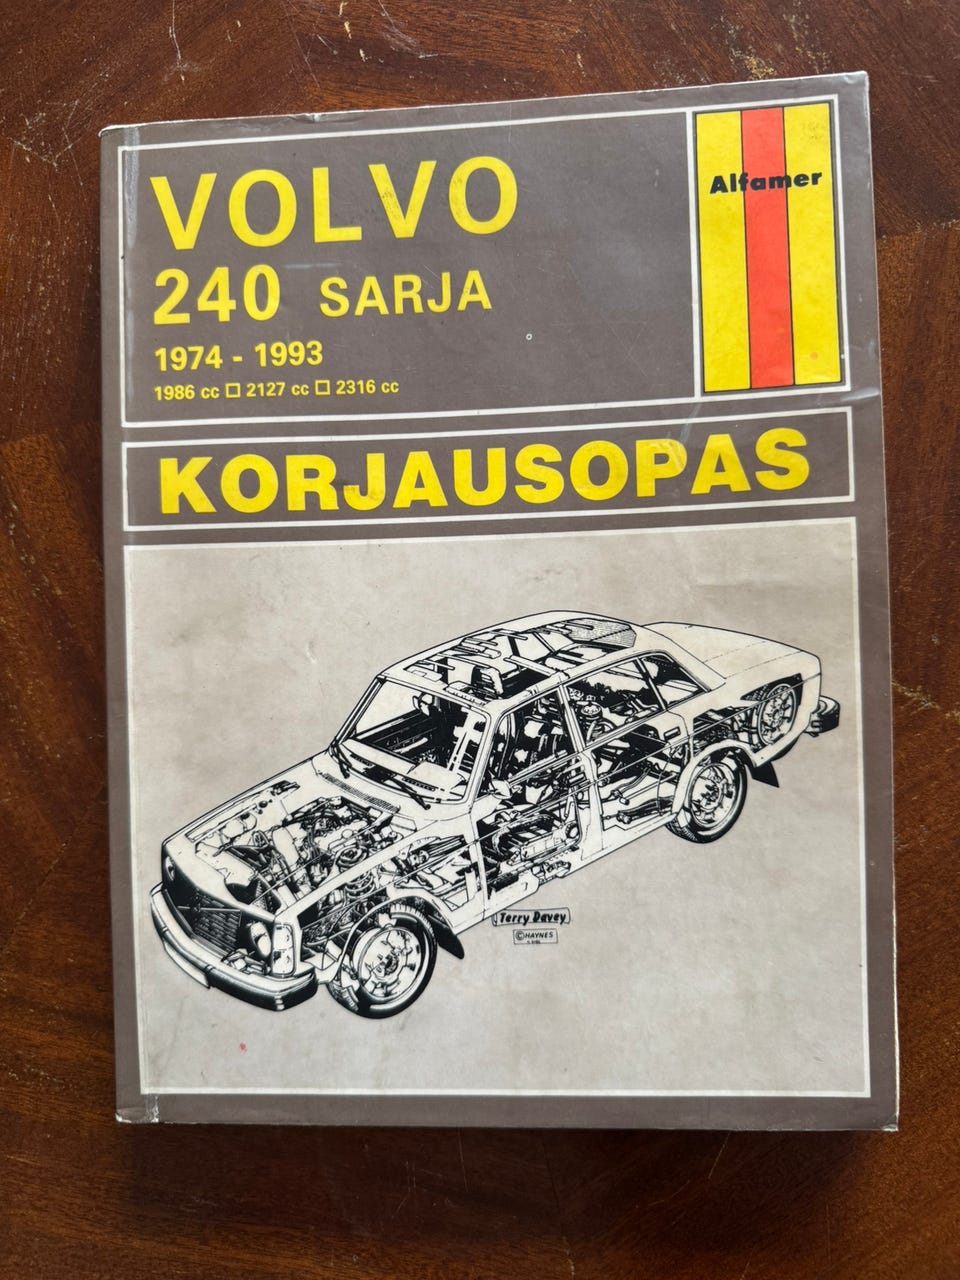 VOLVO
240 SARJA
1974 - 1993
1986 cc □ 2127 cc □ 2316 cc
Alfamer
KORJAUSOPAS
Terry Davey
© HAYNES